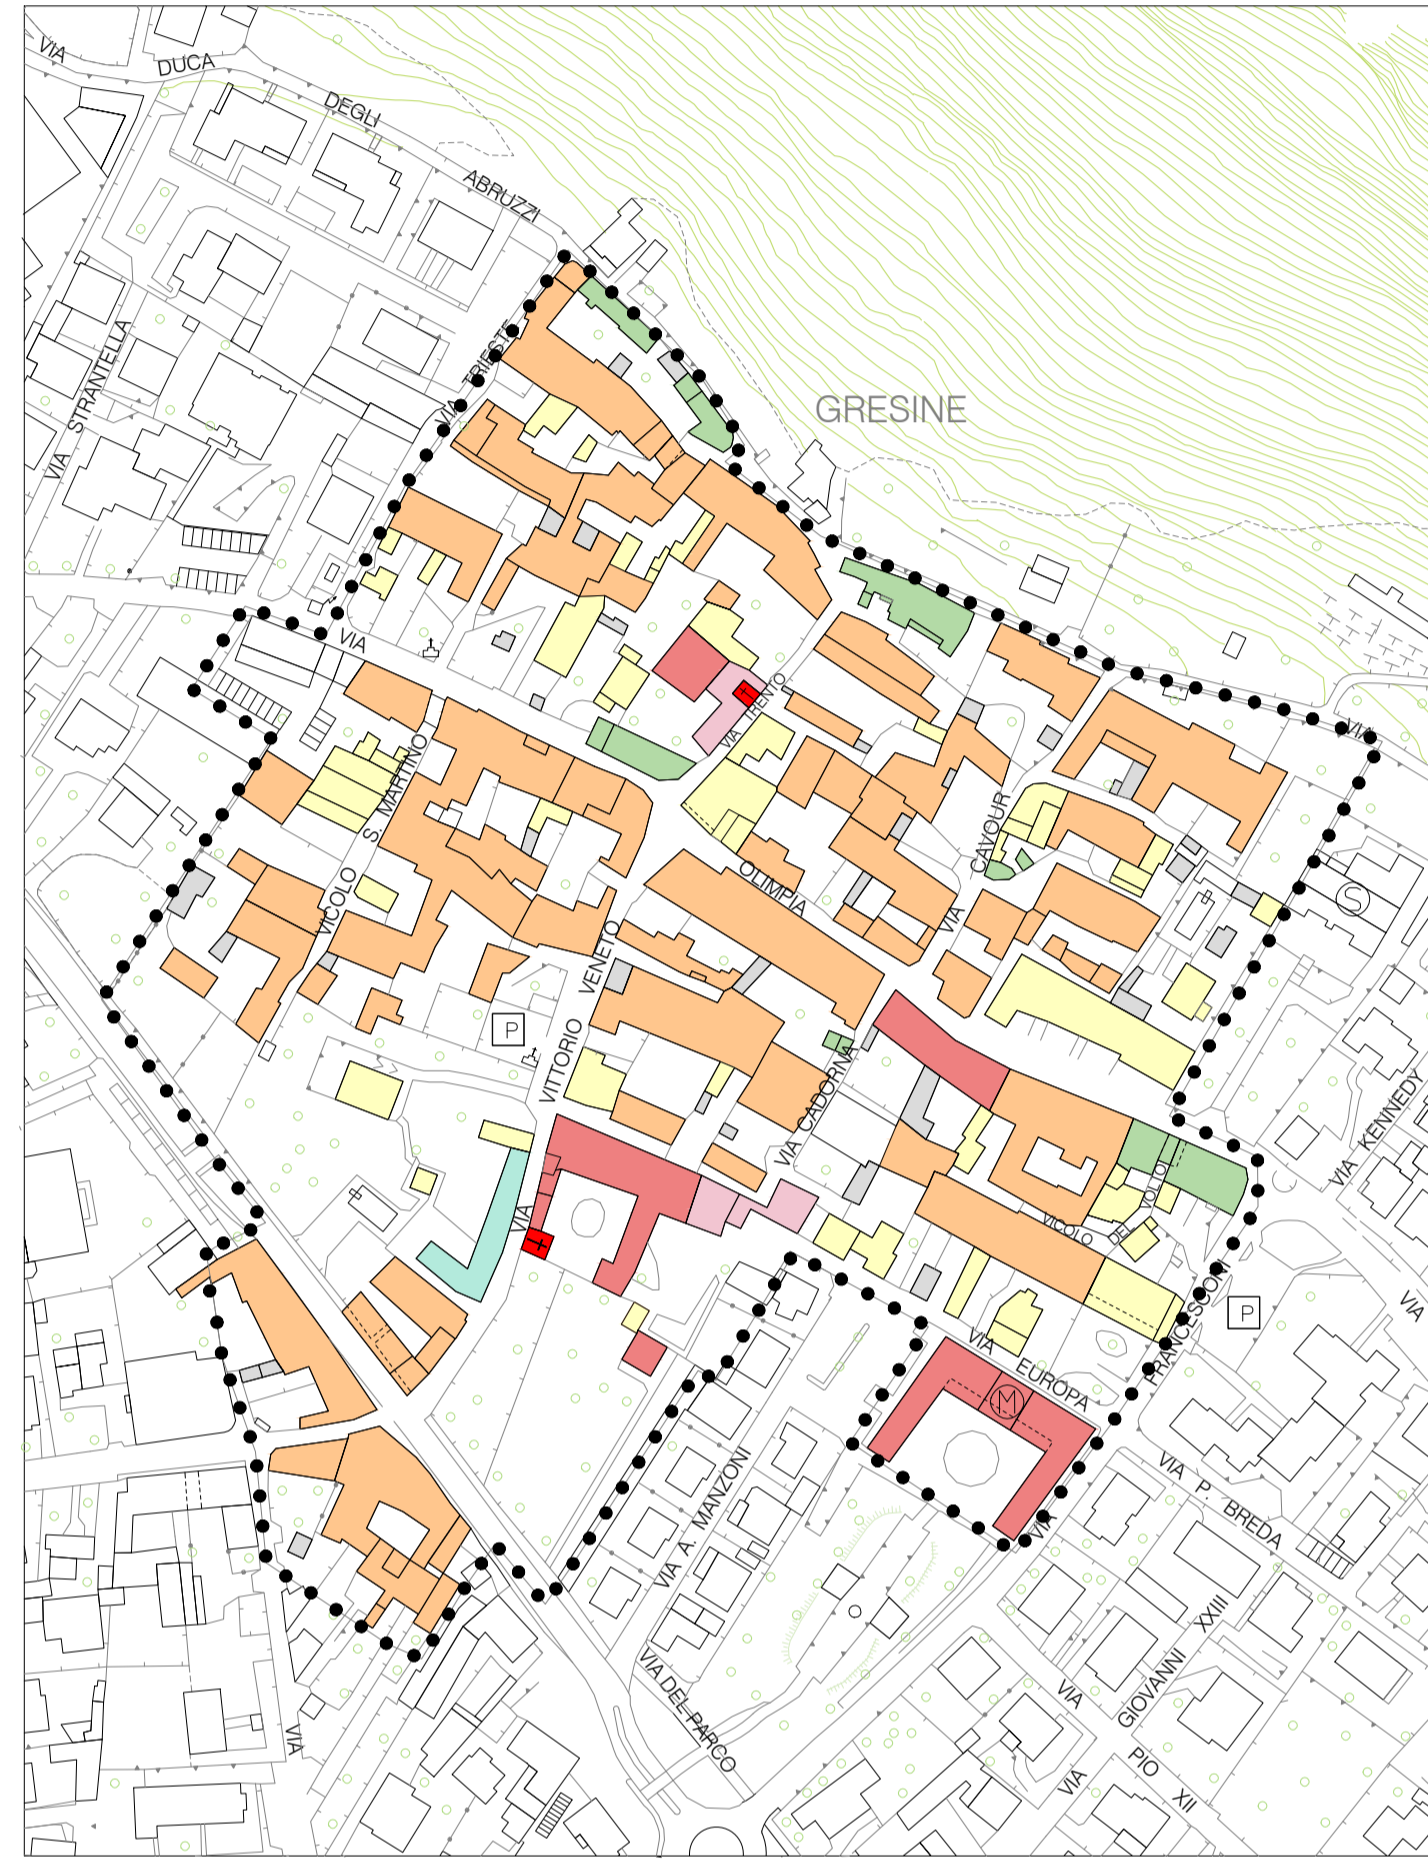 VIA
DUCA
DEGLI
ABRUZZI
VIA STRANTELLA
VIA TRIESTE
GRESINE
VIA
VIA TRENTO
VIA
VICOLO S. MARTINO
OLIMPIA
VIA CAVOUR
S
P
VIA VITTORIO VENETO
VIA CADORNA
VIA KENNEDY
VICOLO DEL VOLTO
VIA FRANCESCONI
P
VIA
VIA EUROPA
M
VIA A. MANZONI
VIA P. BREDA
VIA GIOVANNI XXIII
VIA DEL PARCO
VIA PIO XII
VIA